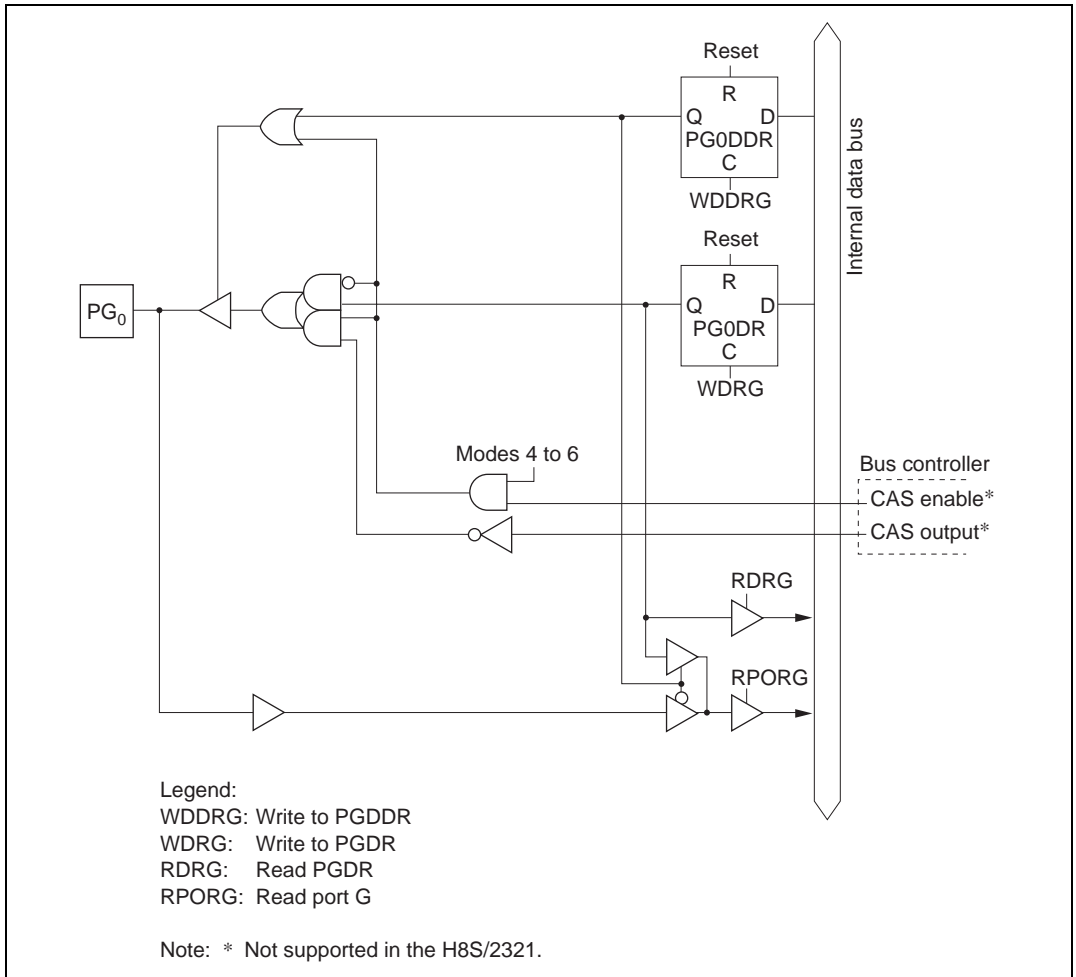 Reset
R
Q D
PG0DDR
C
WDDRG
Internal data bus
Reset
R
Q D
PG0DR
C
WDRG
PG0
Modes 4 to 6
Bus controller
CAS enable*
CAS output*
RDRG
RPORG
Legend:
WDDRG: Write to PGDDR
WDRG: Write to PGDR
RDRG: Read PGDR
RPORG: Read port G
Note: * Not supported in the H8S/2321.